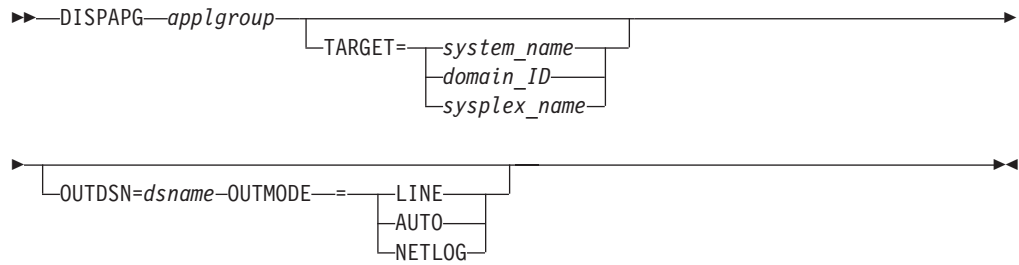 DISPAPG applgroup
TARGET= system_name
domain_ID
sysplex_name
OUTDSN=dsname OUTMODE = LINE
AUTO
NETLOG